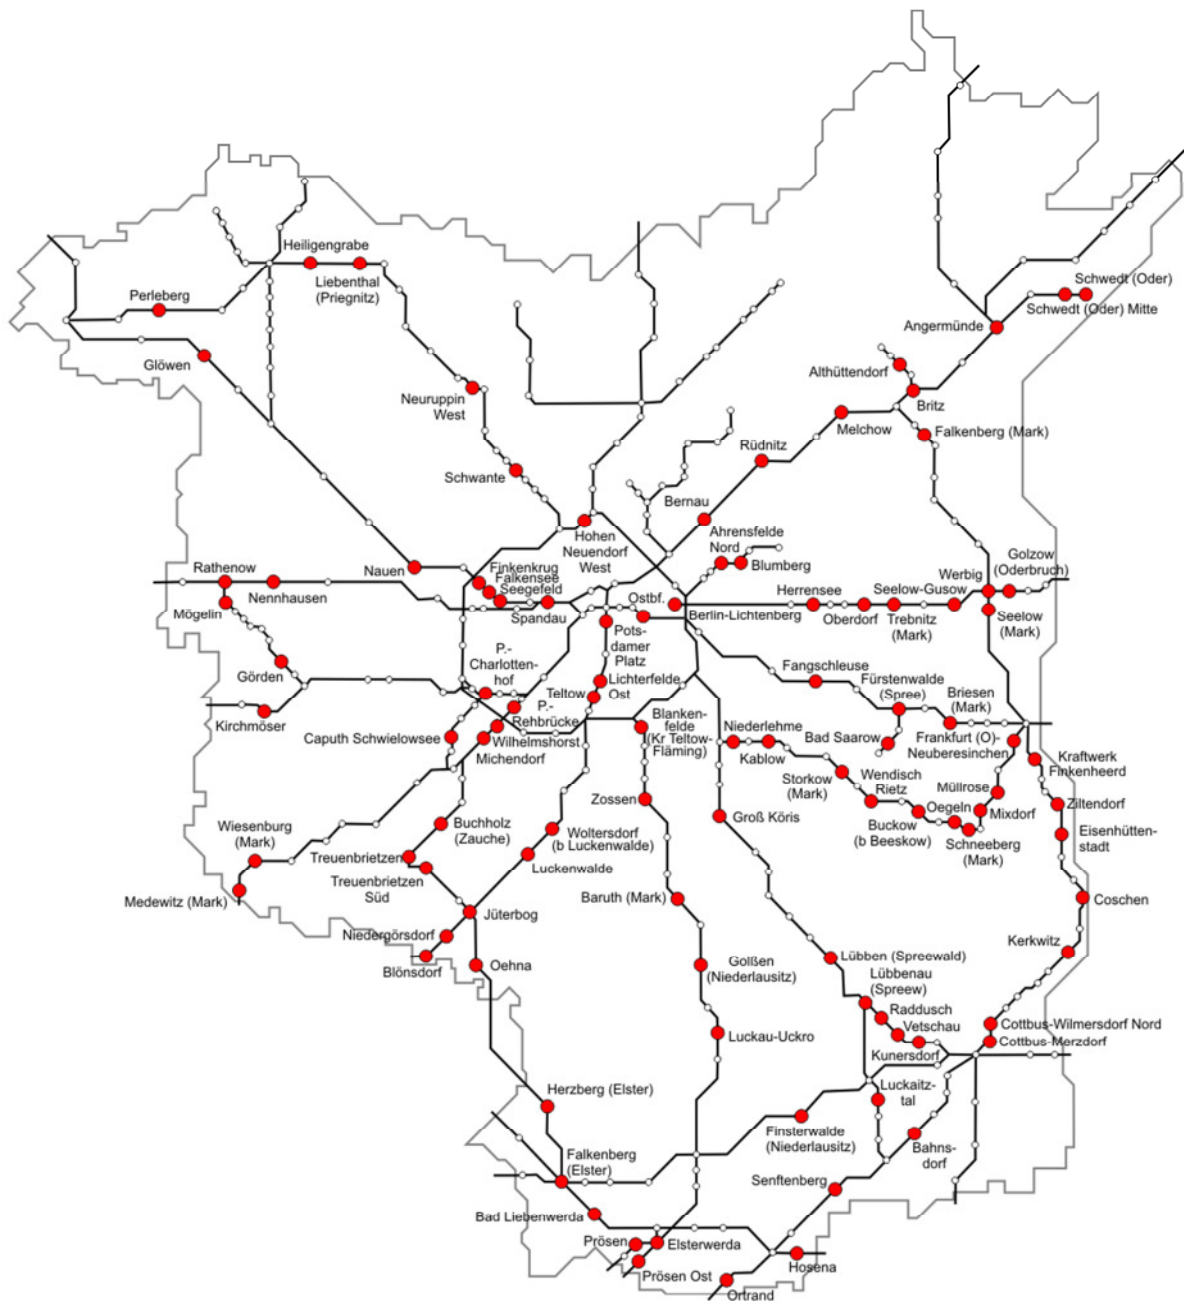 Heiligengrabe
Liebenthal
(Priegnitz)
Perleberg
Glöwen
Schwedt (Oder)
Schwedt (Oder) Mitte
Angermünde
Althüttendorf
Britz
Neuruppin
West
Melchow
Falkenberg (Mark)
Rüdnitz
Schwante
Bernau
Hohen
Neuendorf
West
Ahrensfelde
Nord
Blumberg
Golzow
(Oderbruch)
Werbig
Rathenow
Nauen
Finkenkrug
Falkensee
Seegefeld
Spandau
Ostbf.
Berlin-Lichtenberg
Herrensee
Seelow-Gusow
Oberdorf
Trebnitz
(Mark)
Seelow
(Mark)
Nennhausen
Mögelin
Pots-
damer
Platz
P.-
Charlotten-
hof
Görden
Lichterfelde
Ost
Teltow
Fangschleuse
Fürstenwalde
(Spree)
Briesen
(Mark)
Kirchmöser
P.-
Rehbrücke
Caputh Schwielowsee
Wilhelmshorst
Michendorf
Blanken-
felde
(Kr Teltow-
Fläming)
Niederlehme
Kablow
Bad Saarow
Frankfurt (O)-
Neuberesinchen
Kraftwerk
Finkenheerd
Storkow
(Mark)
Wendisch
Rietz
Müllrose
Zossen
Groß Köris
Buckow
(b Beeskow)
Oegeln
Mixdorf
Schneeberg
(Mark)
Ziltendorf
Eisenhütten-
stadt
Wiesenburg
(Mark)
Buchholz
(Zauche)
Woltersdorf
(b Luckenwalde)
Luckenwalde
Treuenbrietzen
Treuenbrietzen
Süd
Medewitz (Mark)
Baruth (Mark)
Coschen
Jüterbog
Niedergörsdorf
Blönsdorf
Oehna
Kerkwitz
Golßen
(Niederlausitz)
Lübben (Spreewald)
Lübbenau
(Spreew)
Raddusch
Vetschau
Kunersdorf
Cottbus-Wilmersdorf Nord
Cottbus-Merzdorf
Luckau-Uckro
Herzberg (Elster)
Luckaitz-
tal
Finsterwalde
(Niederlausitz)
Bahns-
dorf
Falkenberg
(Elster)
Senftenberg
Bad Liebenwerda
Prösen
Elsterwerda
Prösen Ost
Hosena
Ortrand